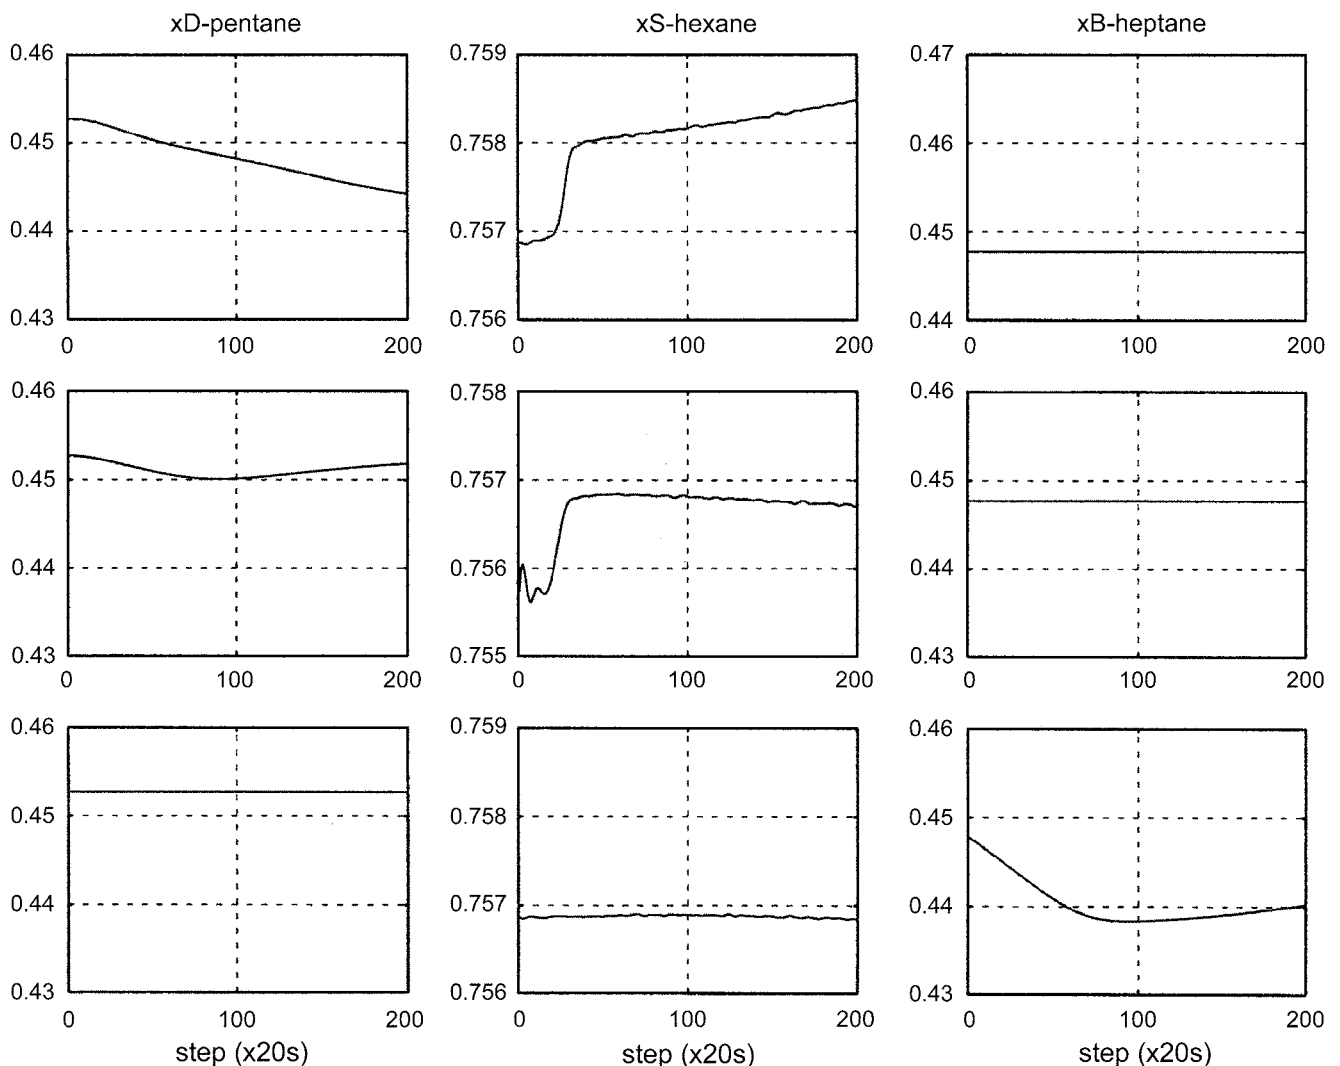 xD-pentane xS-hexane xB-heptane
0.46 0.759 0.47
0.45 0.758 0.46
0.44 0.757 0.45
0.43 0.756 0.44
0 100 200 0 100 200 0 100 200
0.46 0.758 0.46
0.45 0.757 0.45
0.44 0.756 0.44
0.43 0.755 0.43
0 100 200 0 100 200 0 100 200
0.46 0.759 0.46
0.45 0.758 0.45
0.44 0.757 0.44
0.43 0.756 0.43
0 100 200 0 100 200 0 100 200
step (x20s) step (x20s) step (x20s)